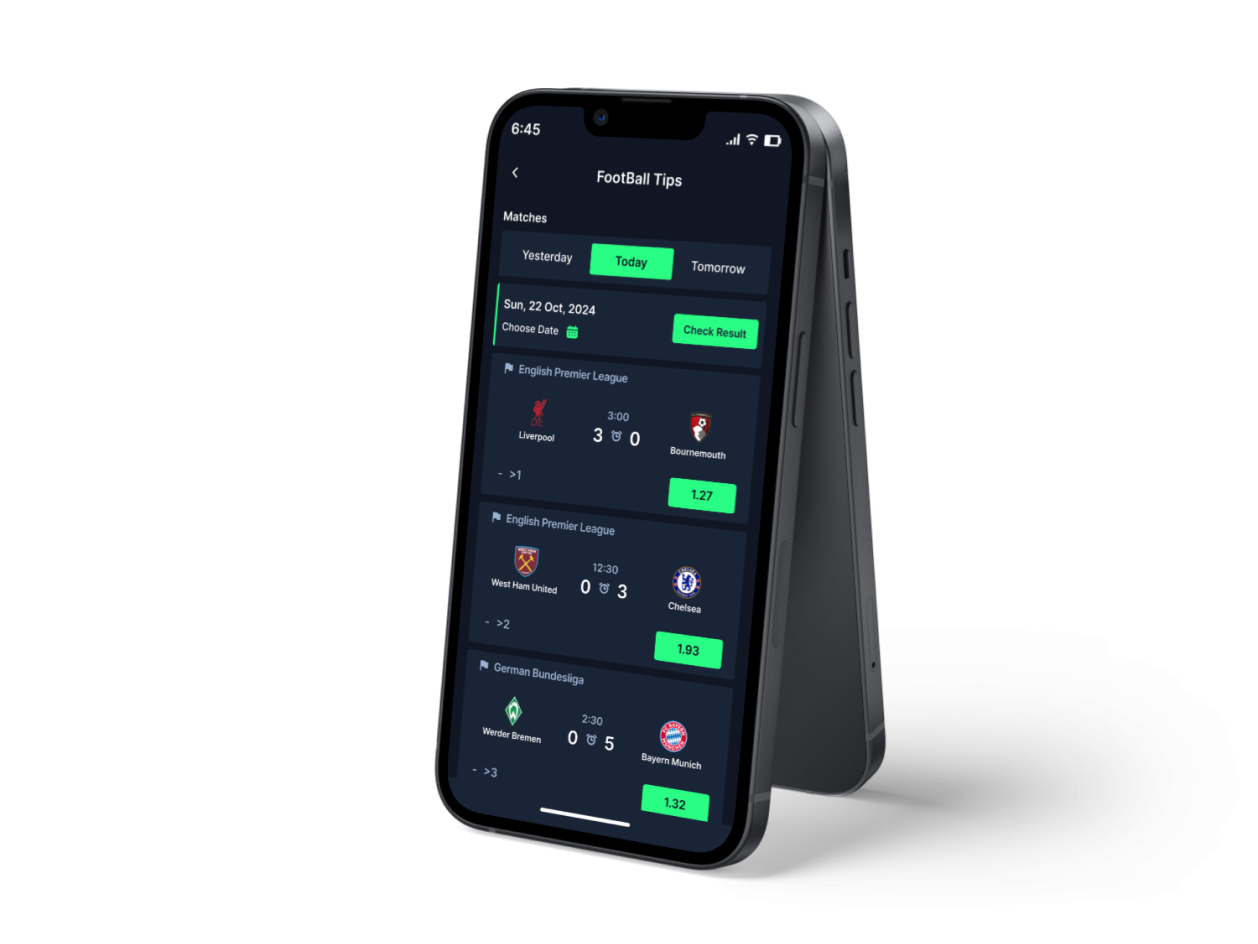 6:45
FootBall Tips
Matches
Yesterday Today Tomorrow
Sun, 22 Oct, 2024
Choose Date
Check Result
English Premier League
3:00
3 0
Liverpool
Bournemouth
- >1
1.27
English Premier League
12:30
0 3
West Ham United
Chelsea
- >2
1.93
German Bundesliga
2:30
0 5
Werder Bremen
Bayern Munich
- >3
1.32